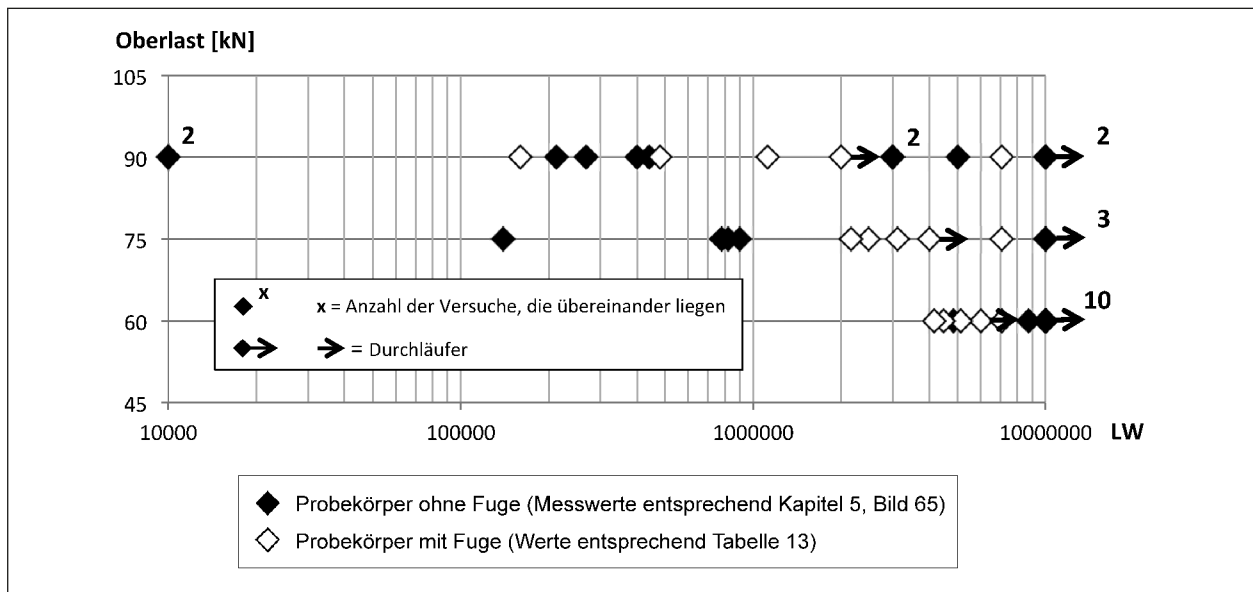 Oberlast [kN]
105
90
2
2
2
75
3
x
x = Anzahl der Versuche, die übereinander liegen
= Durchläufer
60
10
45
10000
100000
1000000
10000000
LW
Probekörper ohne Fuge (Messwerte entsprechend Kapitel 5, Bild 65)
Probekörper mit Fuge (Werte entsprechend Tabelle 13)